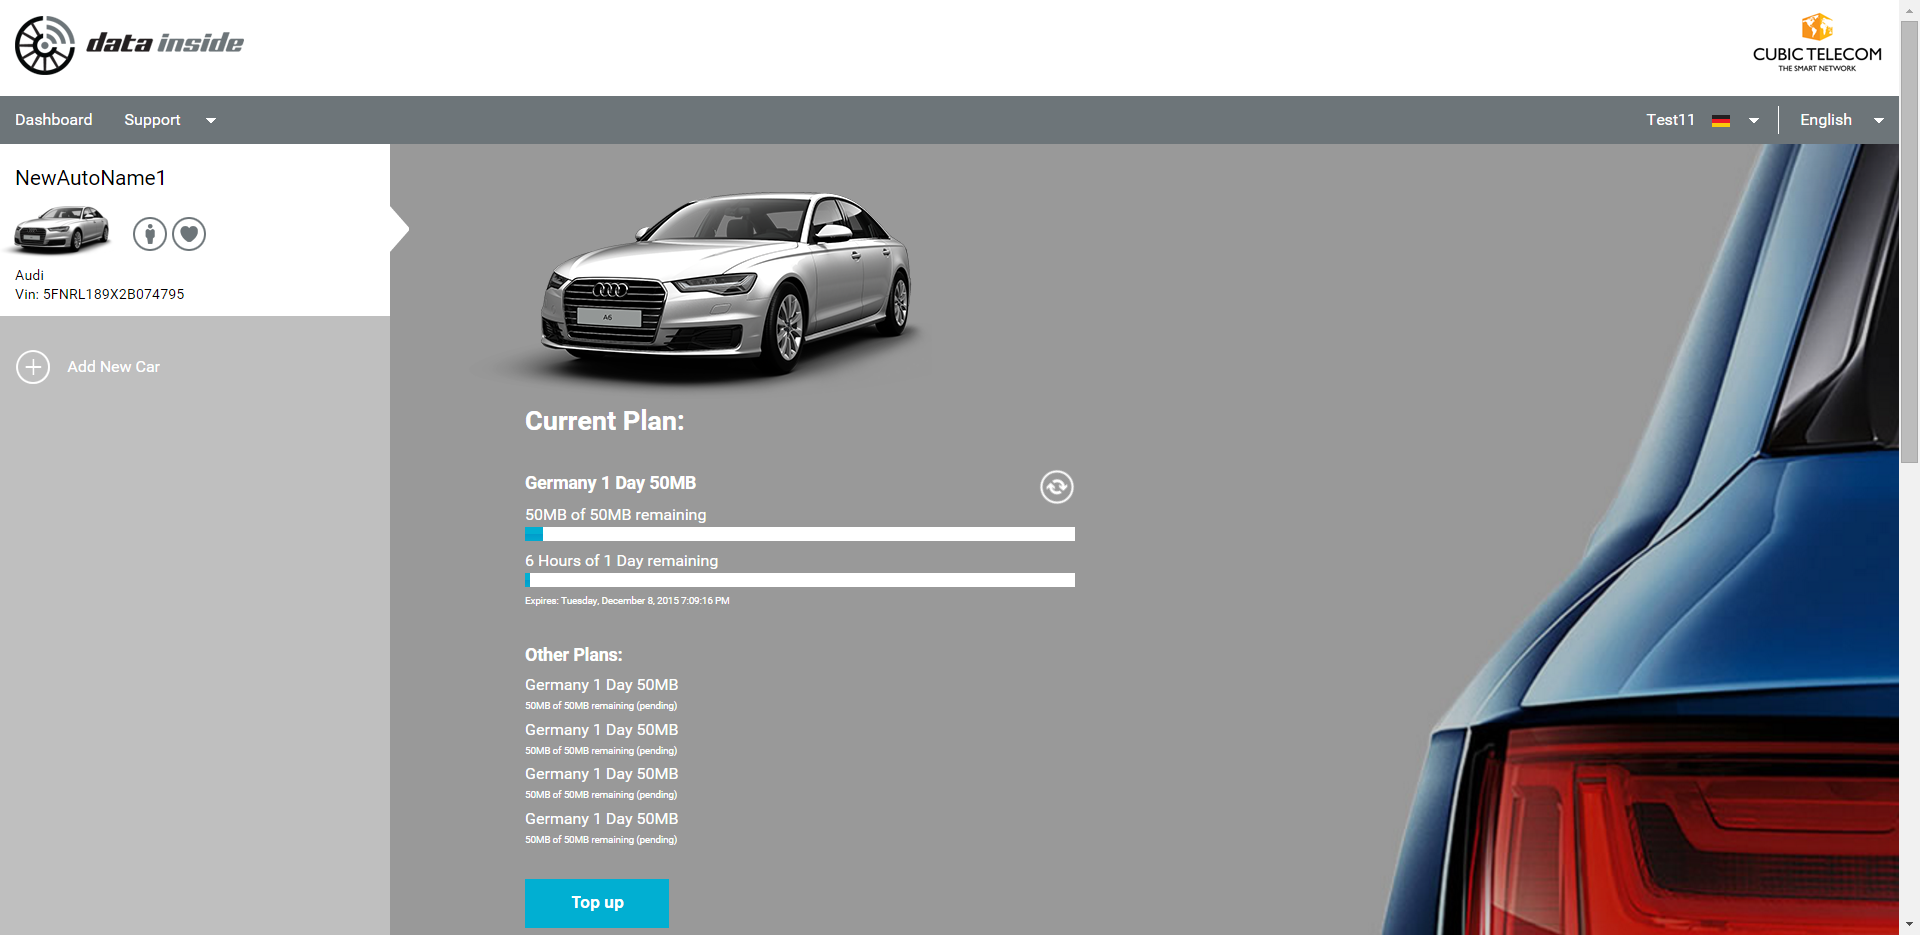 data inside
CUBIC TELECOM
THE SMART NETWORK
Dashboard
Support
Test11
English
NewAutoName1
Audi
Vin: 5FNRL189X2B074795
Add New Car
A6
Current Plan:
Germany 1 Day 50MB
50MB of 50MB remaining
6 Hours of 1 Day remaining
Expires: Tuesday, December 8, 2015 7:09:16 PM
Other Plans:
Germany 1 Day 50MB
50MB of 50MB remaining (pending)
Germany 1 Day 50MB
50MB of 50MB remaining (pending)
Germany 1 Day 50MB
50MB of 50MB remaining (pending)
Germany 1 Day 50MB
50MB of 50MB remaining (pending)
Top up